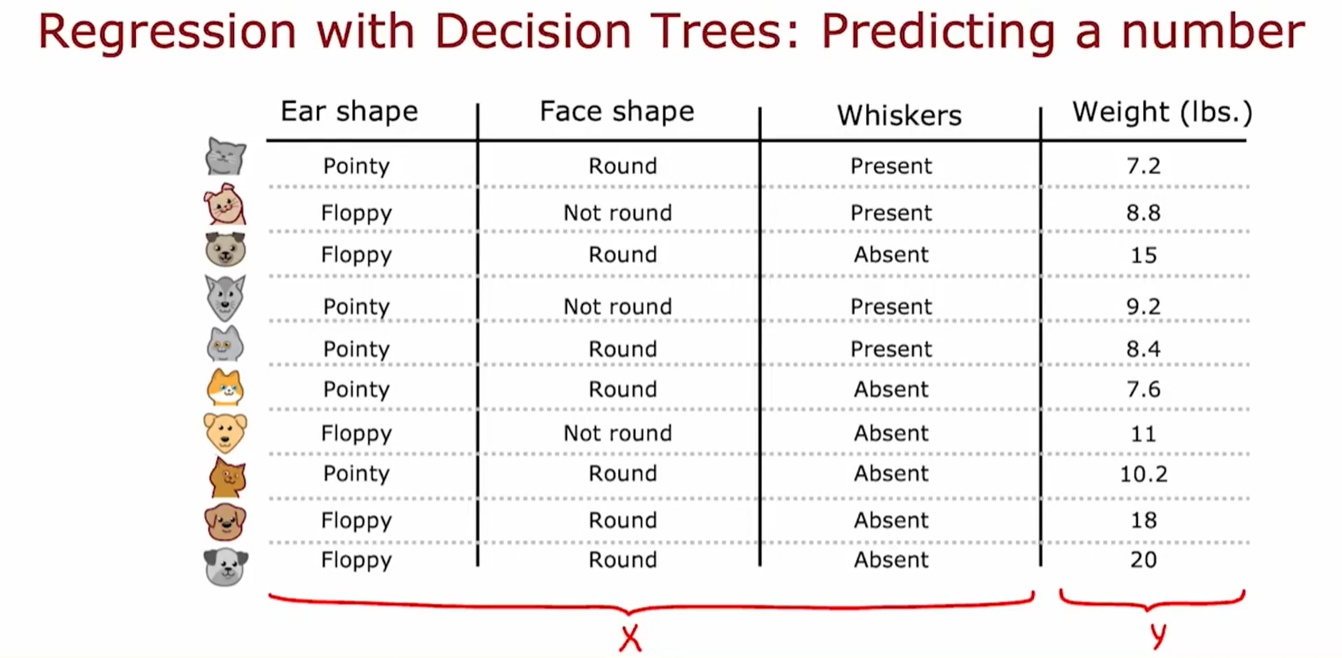 Regression with Decision Trees: Predicting a number
Ear shape Face shape Whiskers Weight (lbs.)
Pointy Round Present 7.2
Floppy Not round Present 8.8
Floppy Round Absent 15
Pointy Not round Present 9.2
Pointy Round Present 8.4
Pointy Round Absent 7.6
Floppy Not round Absent 11
Pointy Round Absent 10.2
Floppy Round Absent 18
Floppy Round Absent 20
X y